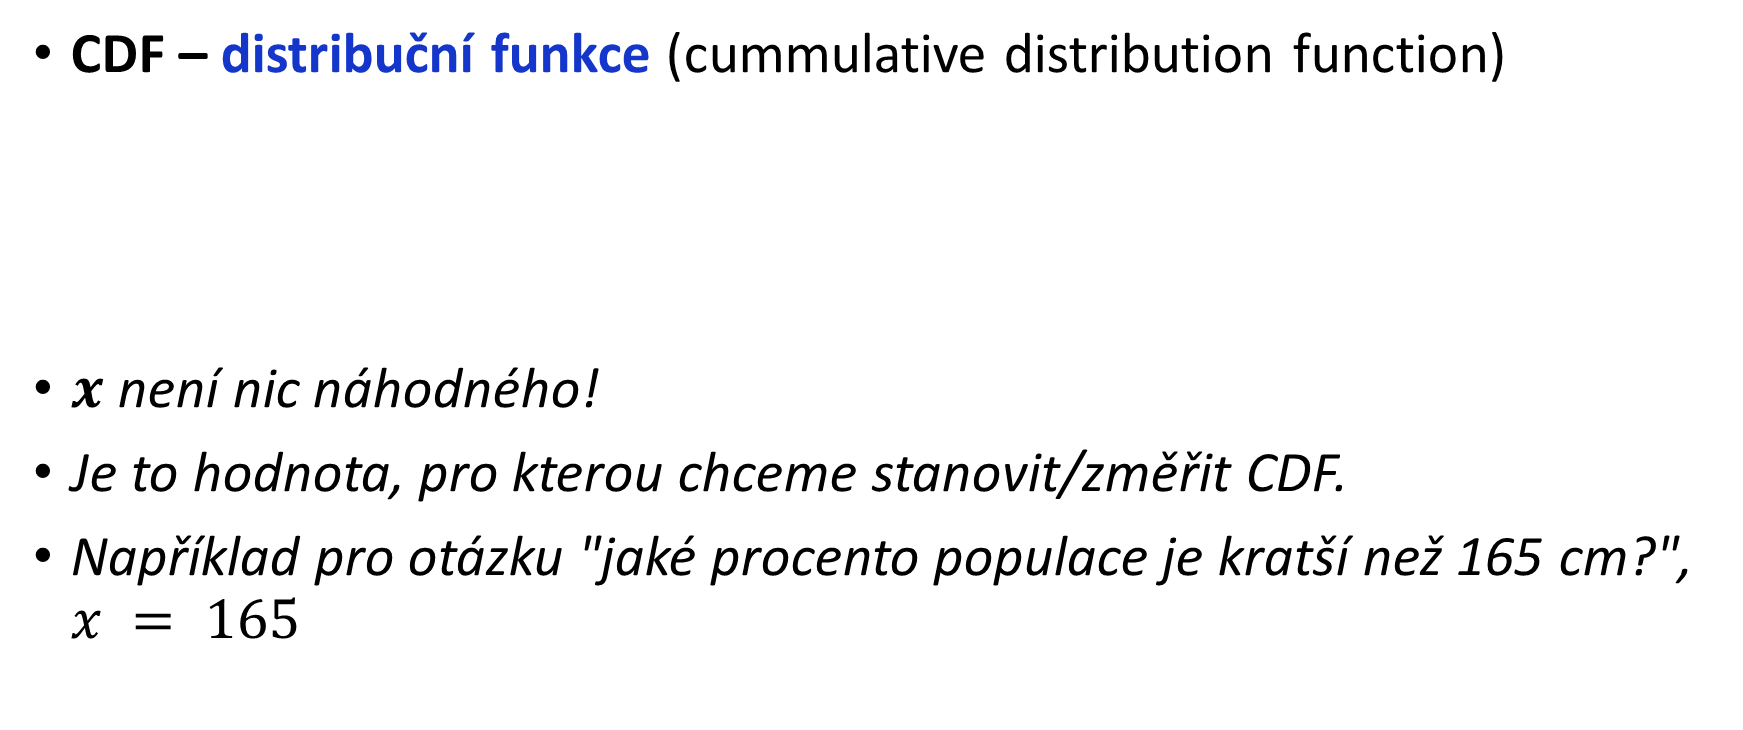 • CDF – distribuční funkce (cummulative distribution function)
• x není nic náhodného!
• Je to hodnota, pro kterou chceme stanovit/změřit CDF.
• Například pro otázku "jaké procento populace je kratší než 165 cm?",
x = 165